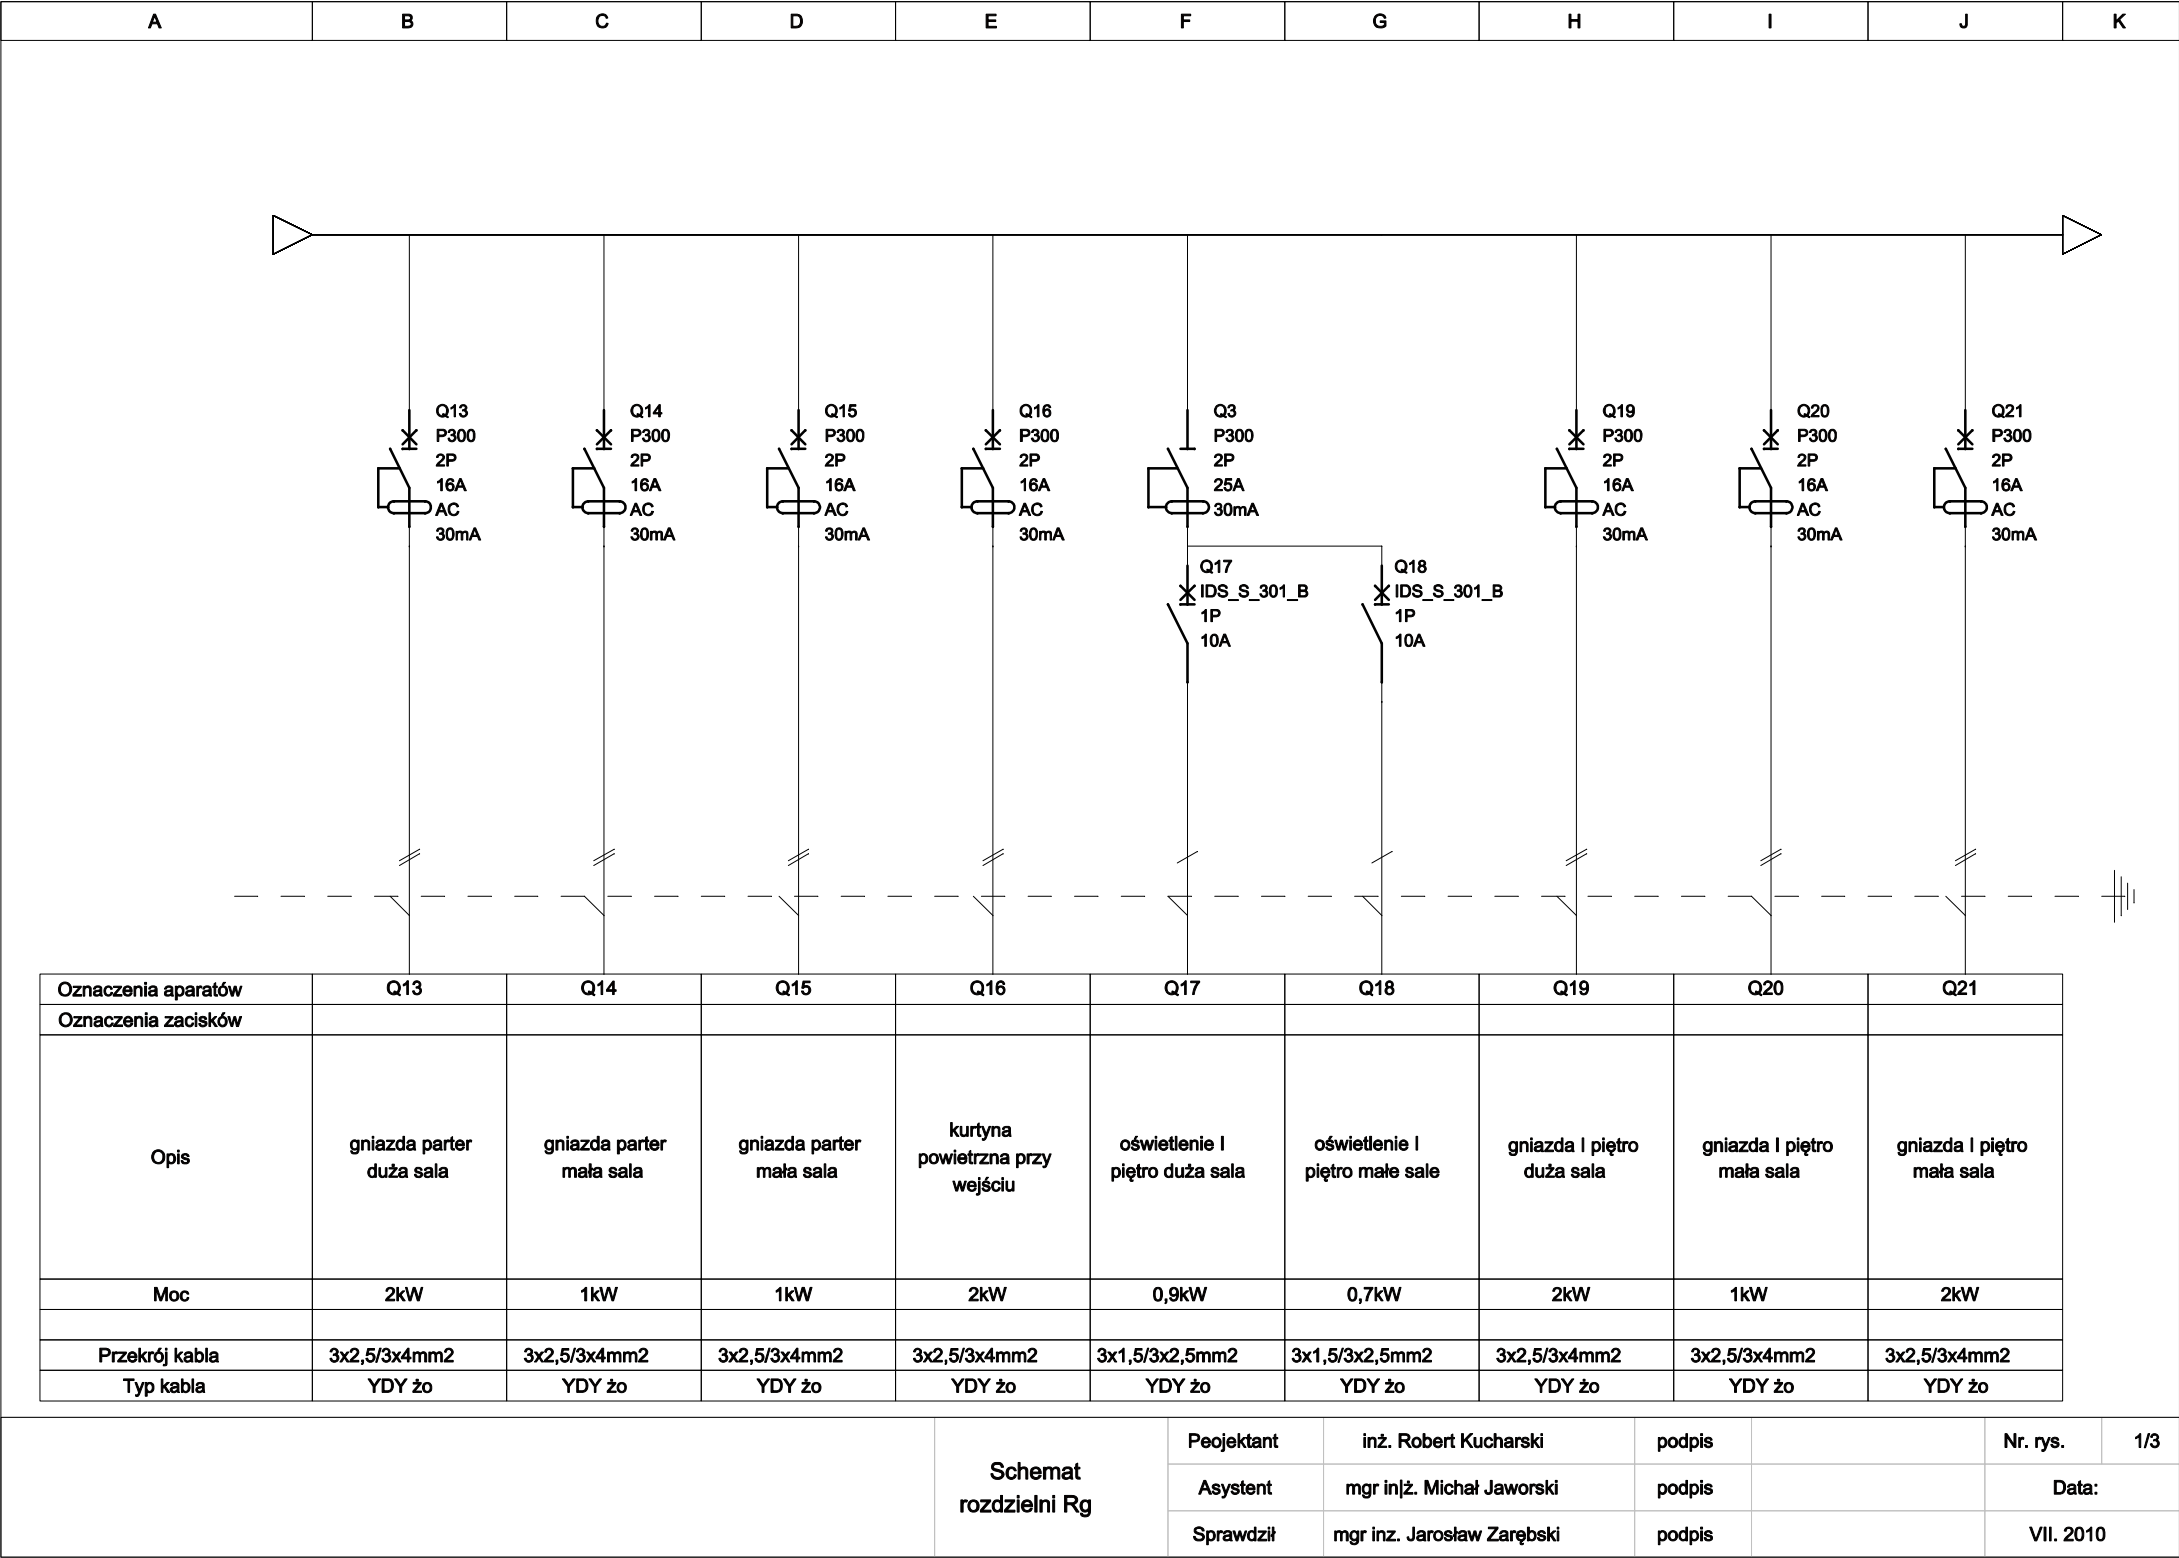 A B C D E F G H I J K
Q13 Q14 Q15 Q16 Q3 Q19 Q20 Q21
P300 P300 P300 P300 P300 P300 P300 P300
2P 2P 2P 2P 2P 2P 2P 2P
16A 16A 16A 16A 25A 16A 16A 16A
AC AC AC AC 30mA AC AC AC
30mA 30mA 30mA 30mA 30mA 30mA 30mA
Q17 Q18
IDS_S_301_B IDS_S_301_B
1P 1P
10A 10A
Oznaczenia aparatów Q13 Q14 Q15 Q16 Q17 Q18 Q19 Q20 Q21
Oznaczenia zacisków
Opis
gniazda parter
duża sala
gniazda parter
mała sala
gniazda parter
mała sala
kurtyna
powietrzna przy
wejściu
oświetlenie I
piętro duża sala
oświetlenie I
piętro małe sale
gniazda I piętro
duża sala
gniazda I piętro
mała sala
gniazda I piętro
mała sala
Moc 2kW 1kW 1kW 2kW 0,9kW 0,7kW 2kW 1kW 2kW
Przekrój kabla 3x2,5/3x4mm2 3x2,5/3x4mm2 3x2,5/3x4mm2 3x2,5/3x4mm2 3x1,5/3x2,5mm2 3x1,5/3x2,5mm2 3x2,5/3x4mm2 3x2,5/3x4mm2 3x2,5/3x4mm2
Typ kabla YDY żo YDY żo YDY żo YDY żo YDY żo YDY żo YDY żo YDY żo YDY żo
Schemat
rozdzielni Rg
Peojektant inż. Robert Kucharski podpis Nr. rys. 1/3
Asystent mgr in|ż. Michał Jaworski podpis Data:
Sprawdził mgr inz. Jarosław Zarębski podpis VII. 2010